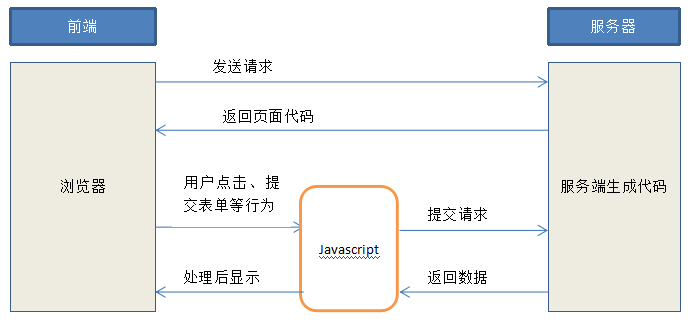 前端
服务器
发送请求
返回页面代码
浏览器
服务端生成代码
用户点击、提
交表单等行为
Javascript
提交请求
处理后显示
返回数据